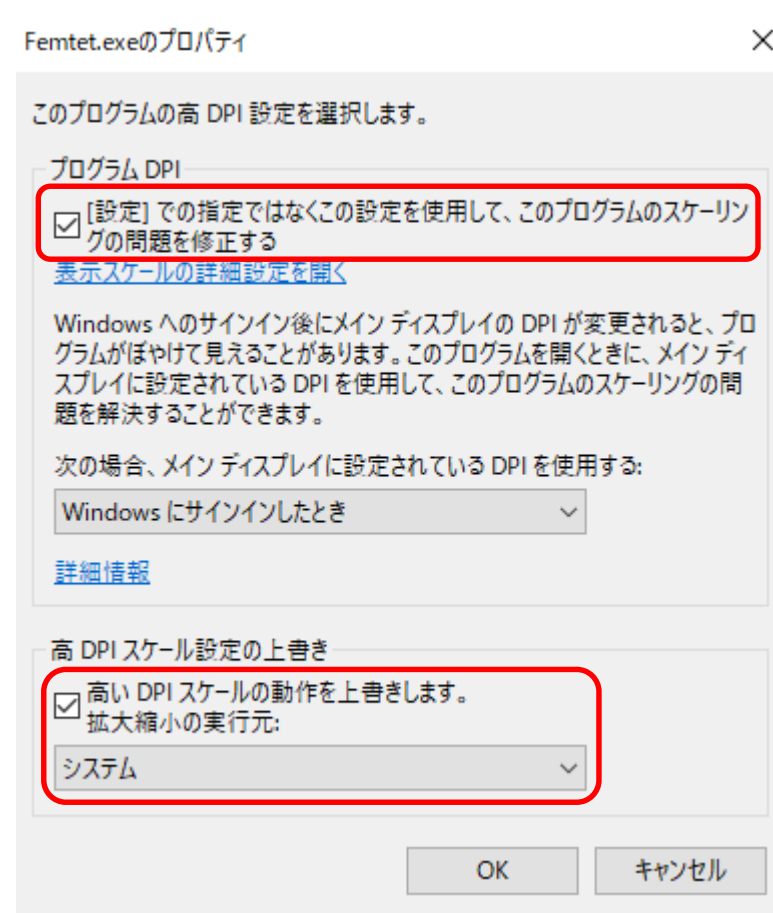 Femtet.exeのプロパティ
このプログラムの高 DPI 設定を選択します。
プログラム DPI
[設定] での指定ではなくこの設定を使用して、このプログラムのスケーリン
グの問題を修正する
表示スケールの詳細設定を開く
Windows へのサインイン後にメイン ディスプレイの DPI が変更されると、プロ
グラムがぼやけて見えることがあります。このプログラムを開くときに、メイン ディ
スプレイに設定されている DPI を使用して、このプログラムのスケーリングの問
題を解決することができます。
次の場合、メイン ディスプレイに設定されている DPI を使用する:
Windows にサインインしたとき
詳細情報
高 DPI スケール設定の上書き
高い DPI スケールの動作を上書きします。
拡大縮小の実行元:
システム
OK
キャンセル